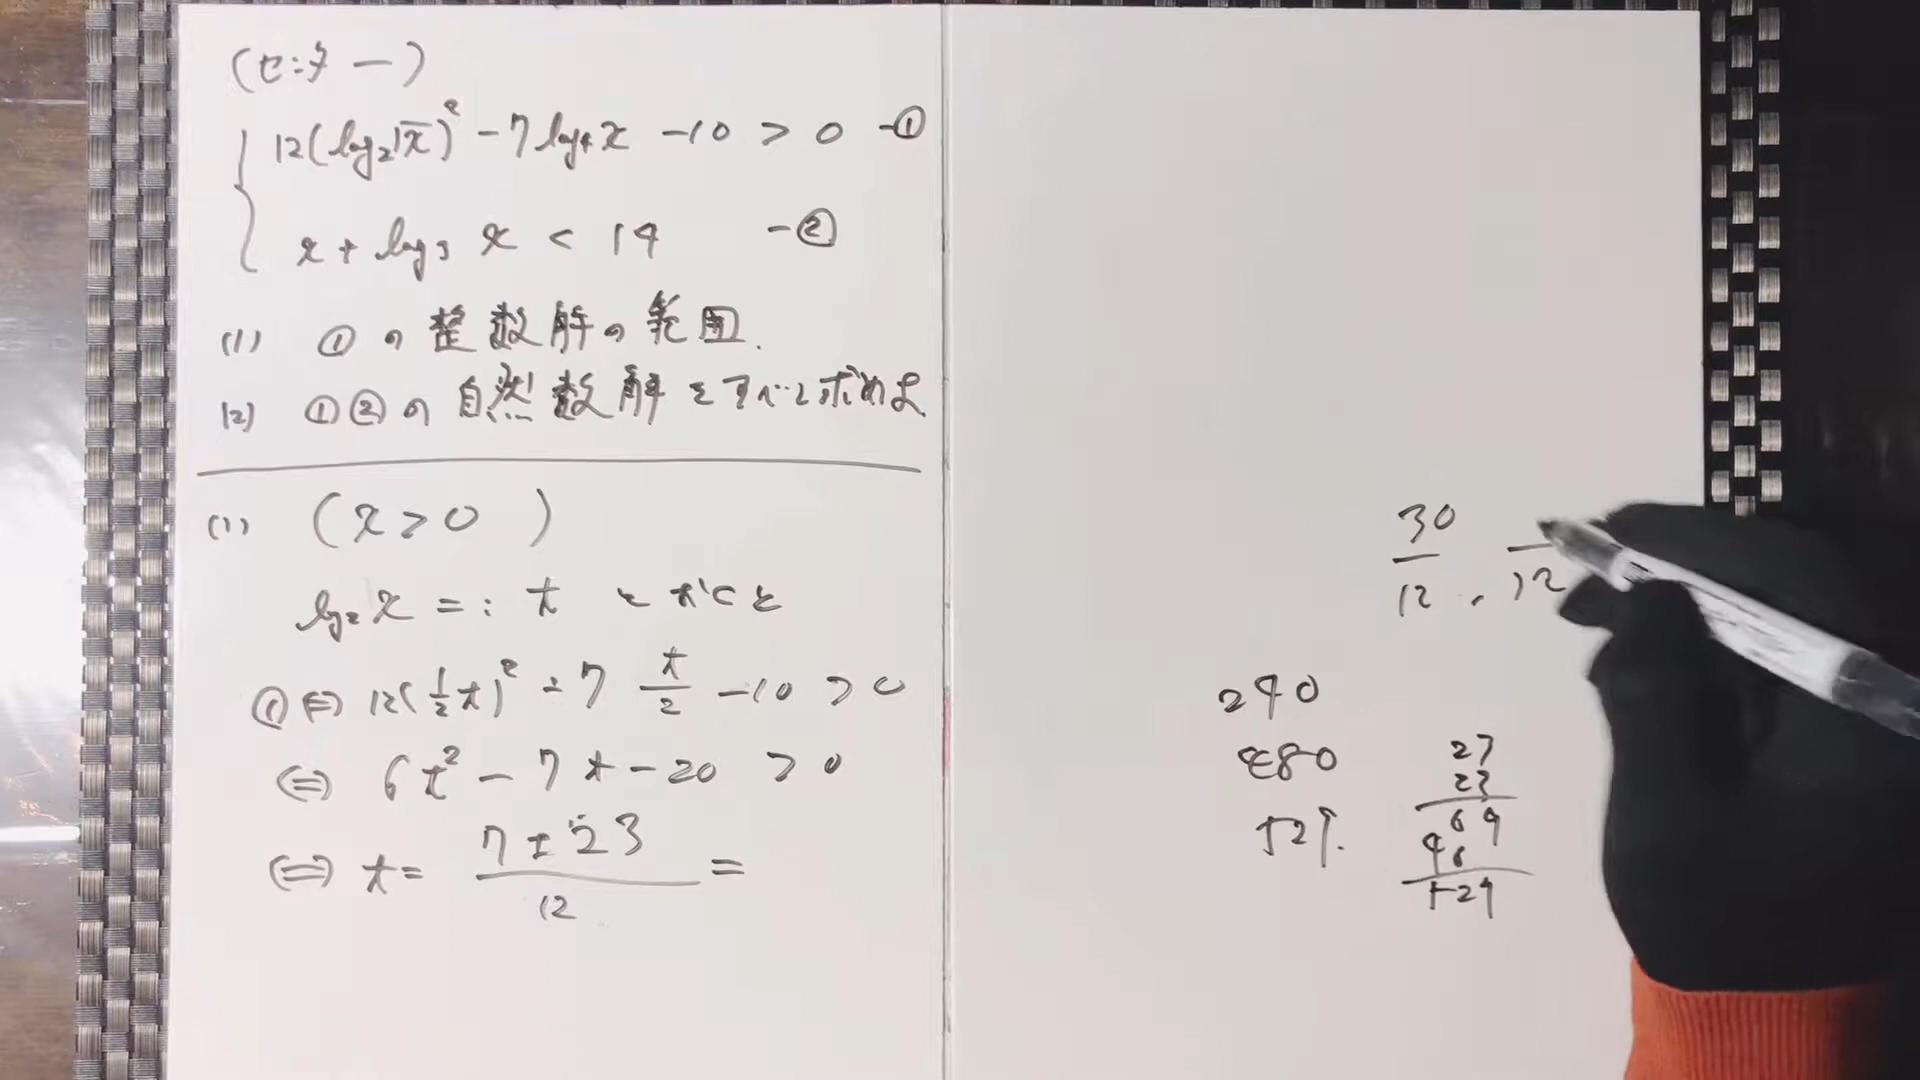 (センター)
12(log₂√x)² - 7log₄x - 10 > 0 -①
x + log₃ x < 14 -②
(1) ①の整数解の範囲.
(2) ①②の自然数解をすべて求めよ
(1) (x > 0 )
log₂x =: t とおくと
① ⇔ 12(1/2 t)² - 7 t/2 - 10 > 0
⇔ 6t² - 7t - 20 > 0
⇔ t = 7 ± 23 / 12 =
30/12 , /12
240
480
529.
23
23
69
46
529